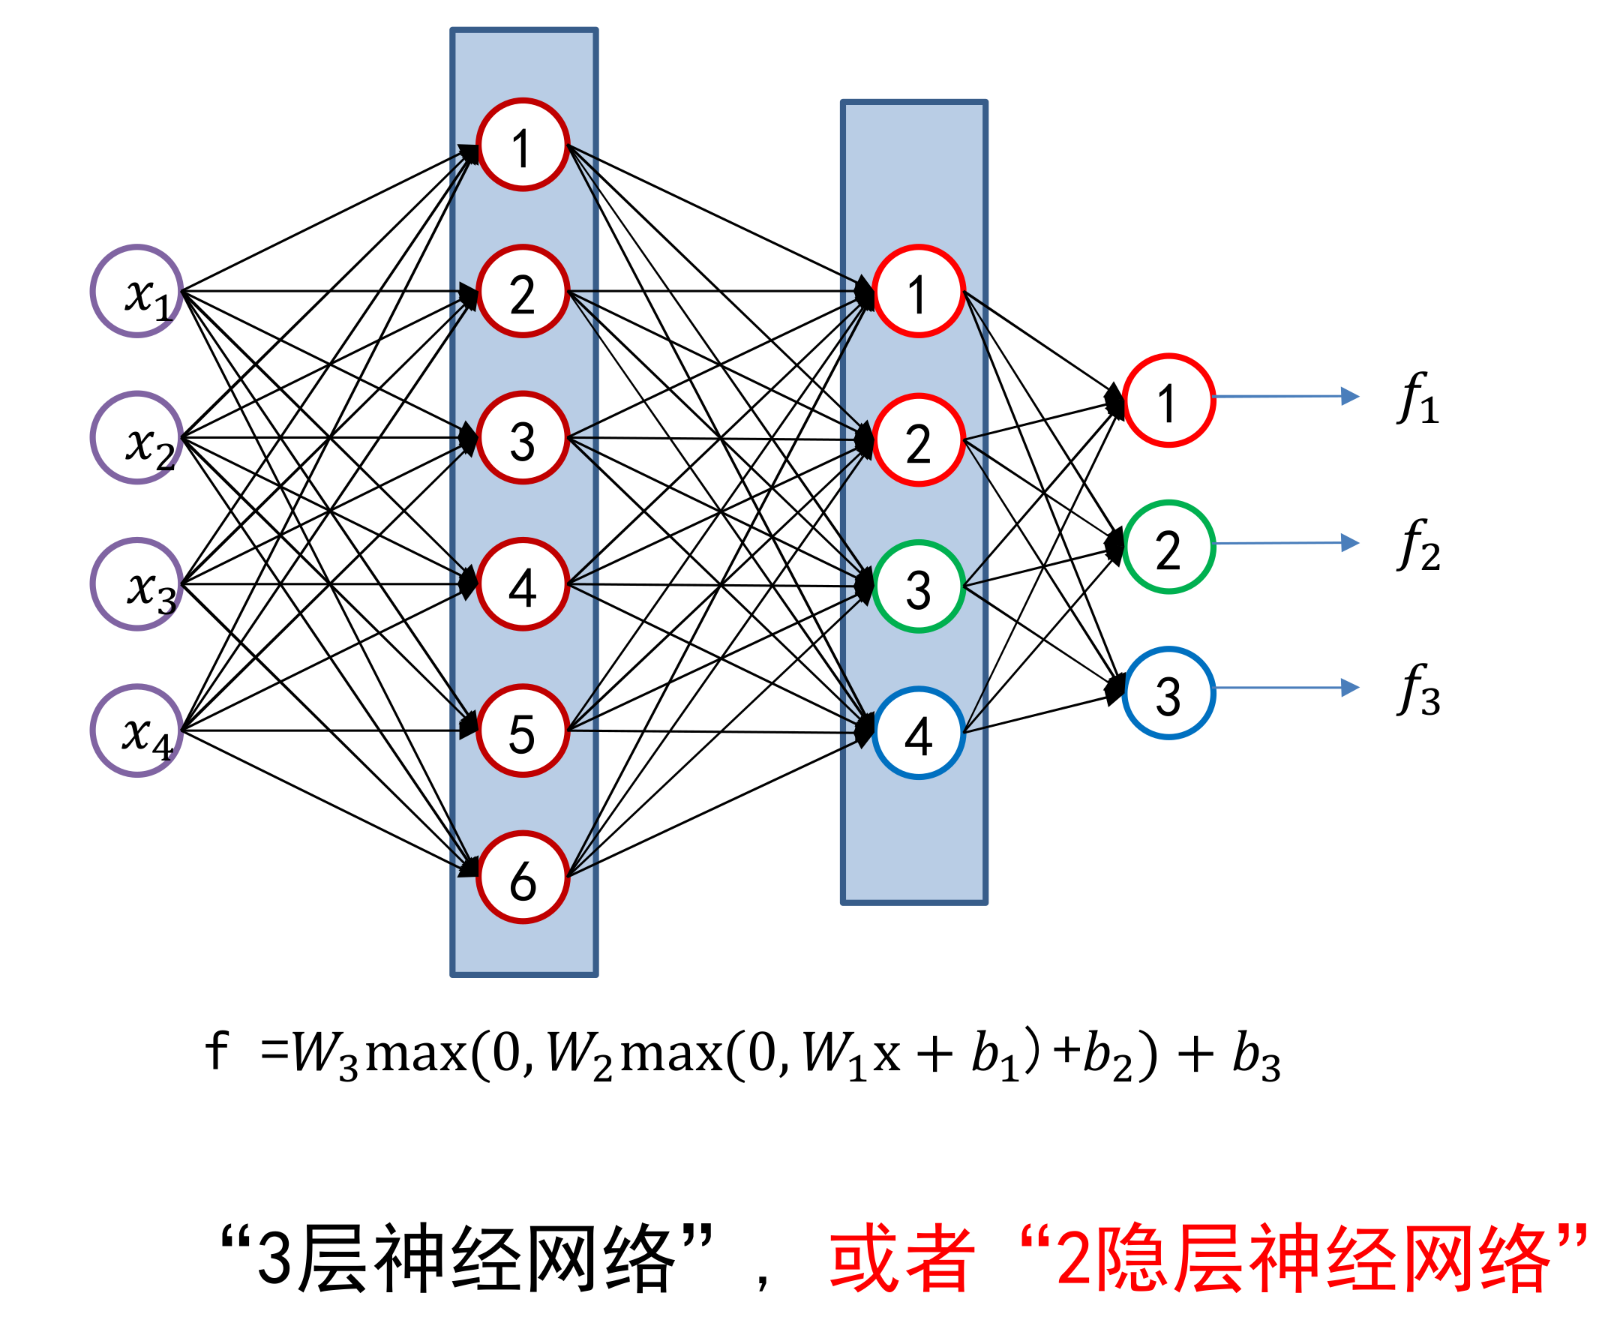 1
x₁ 2 1
1 f₁
x₂ 3 2
2 f₂
x₃ 4 3
3 f₃
x₄ 5 4
6
f =W₃max(0, W₂max(0, W₁x + b₁)+b₂) + b₃
“3层神经网络”, 或者 “2隐层神经网络”